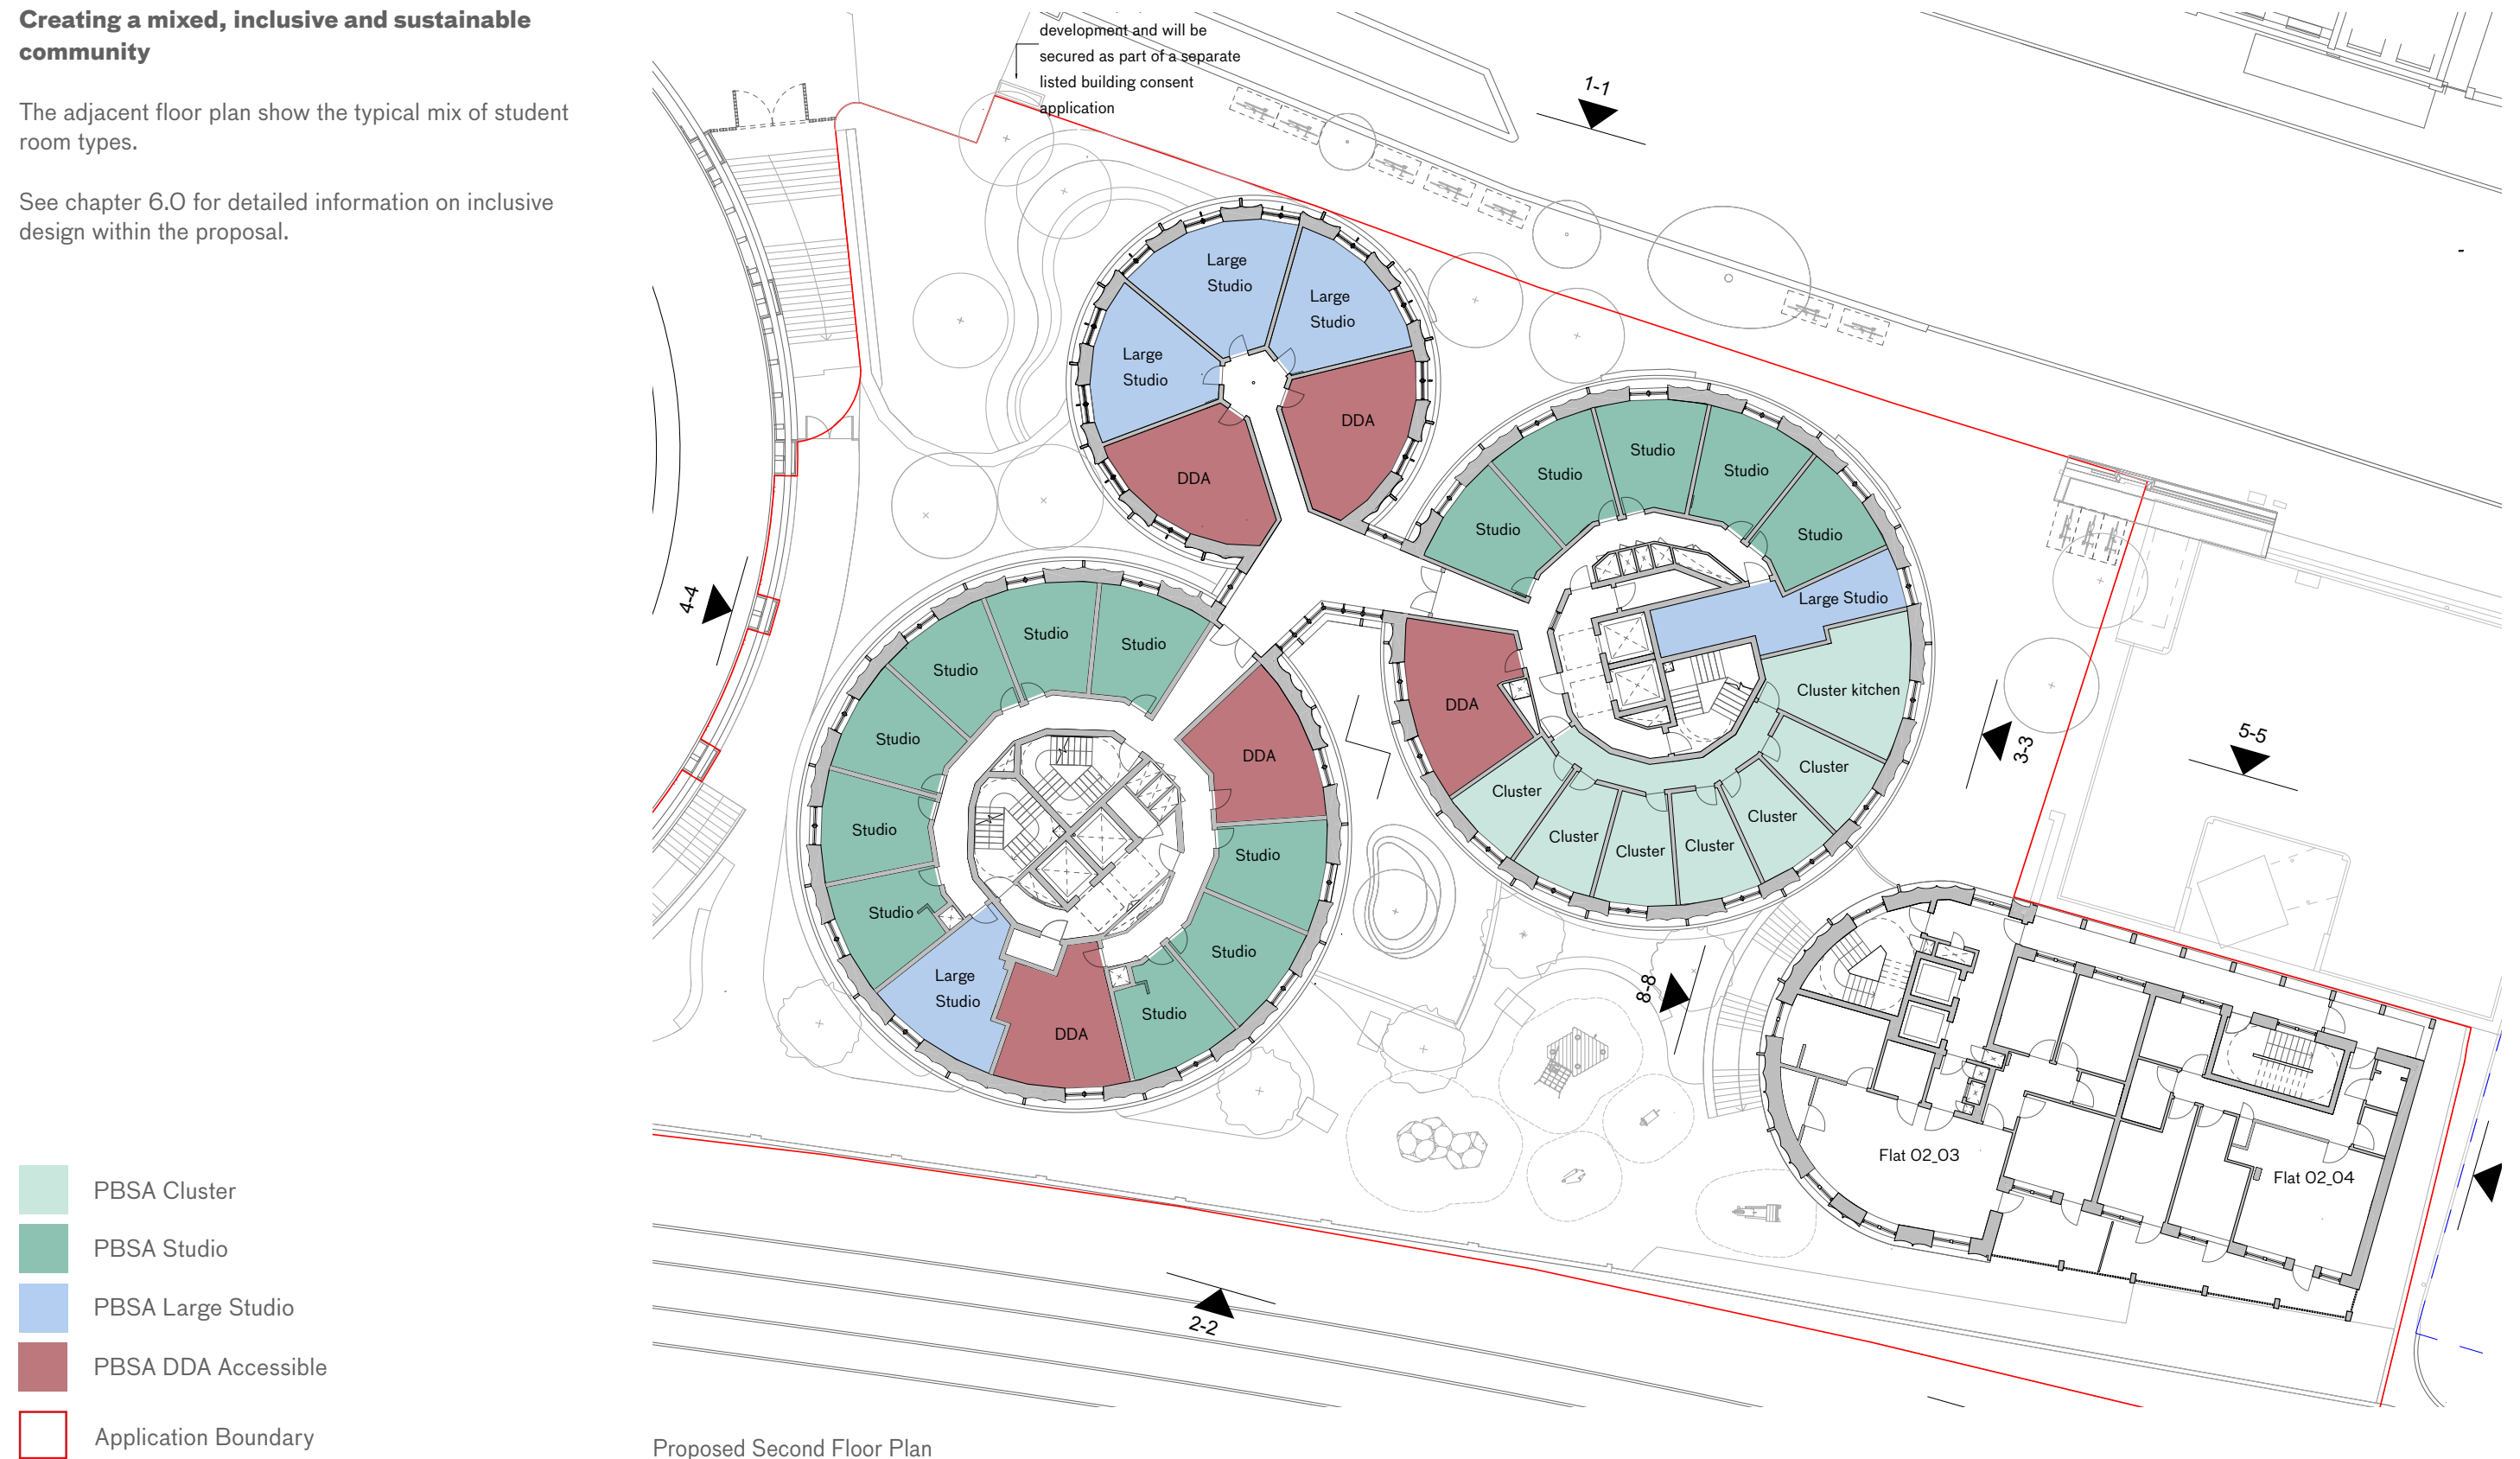 Creating a mixed, inclusive and sustainable
community
The adjacent floor plan show the typical mix of student
room types.
See chapter 6.0 for detailed information on inclusive
design within the proposal.
development and will be
secured as part of a separate
listed building consent
application
1-1
Large
Studio
Large
Studio
Large
Studio
DDA
DDA
Studio
Studio
Studio
Studio
Studio
Large Studio
Cluster kitchen
DDA
Cluster
Cluster
Cluster
Cluster
Cluster
Cluster
4-4
Studio
Studio
Studio
Studio
Studio
Studio
Large
Studio
DDA
Studio
Studio
Studio
DDA
3-3
5-5
8-8
Flat 02_03
Flat 02_04
2-2
PBSA Cluster
PBSA Studio
PBSA Large Studio
PBSA DDA Accessible
Application Boundary
Proposed Second Floor Plan